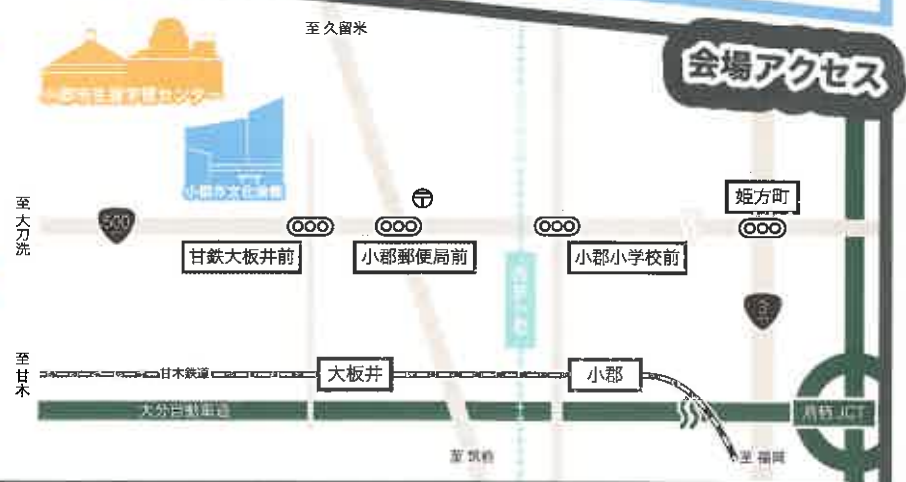 至 久留米
会場アクセス
小郡市生涯学習センター
小郡市文化会館
至大刀洗
500
〒
姫方町
甘鉄大板井前
小郡郵便局前
小郡小学校前
至甘木
甘木鉄道
大板井
小郡
大分自動車道
鳥栖 JCT
至 筑紫
至 福岡